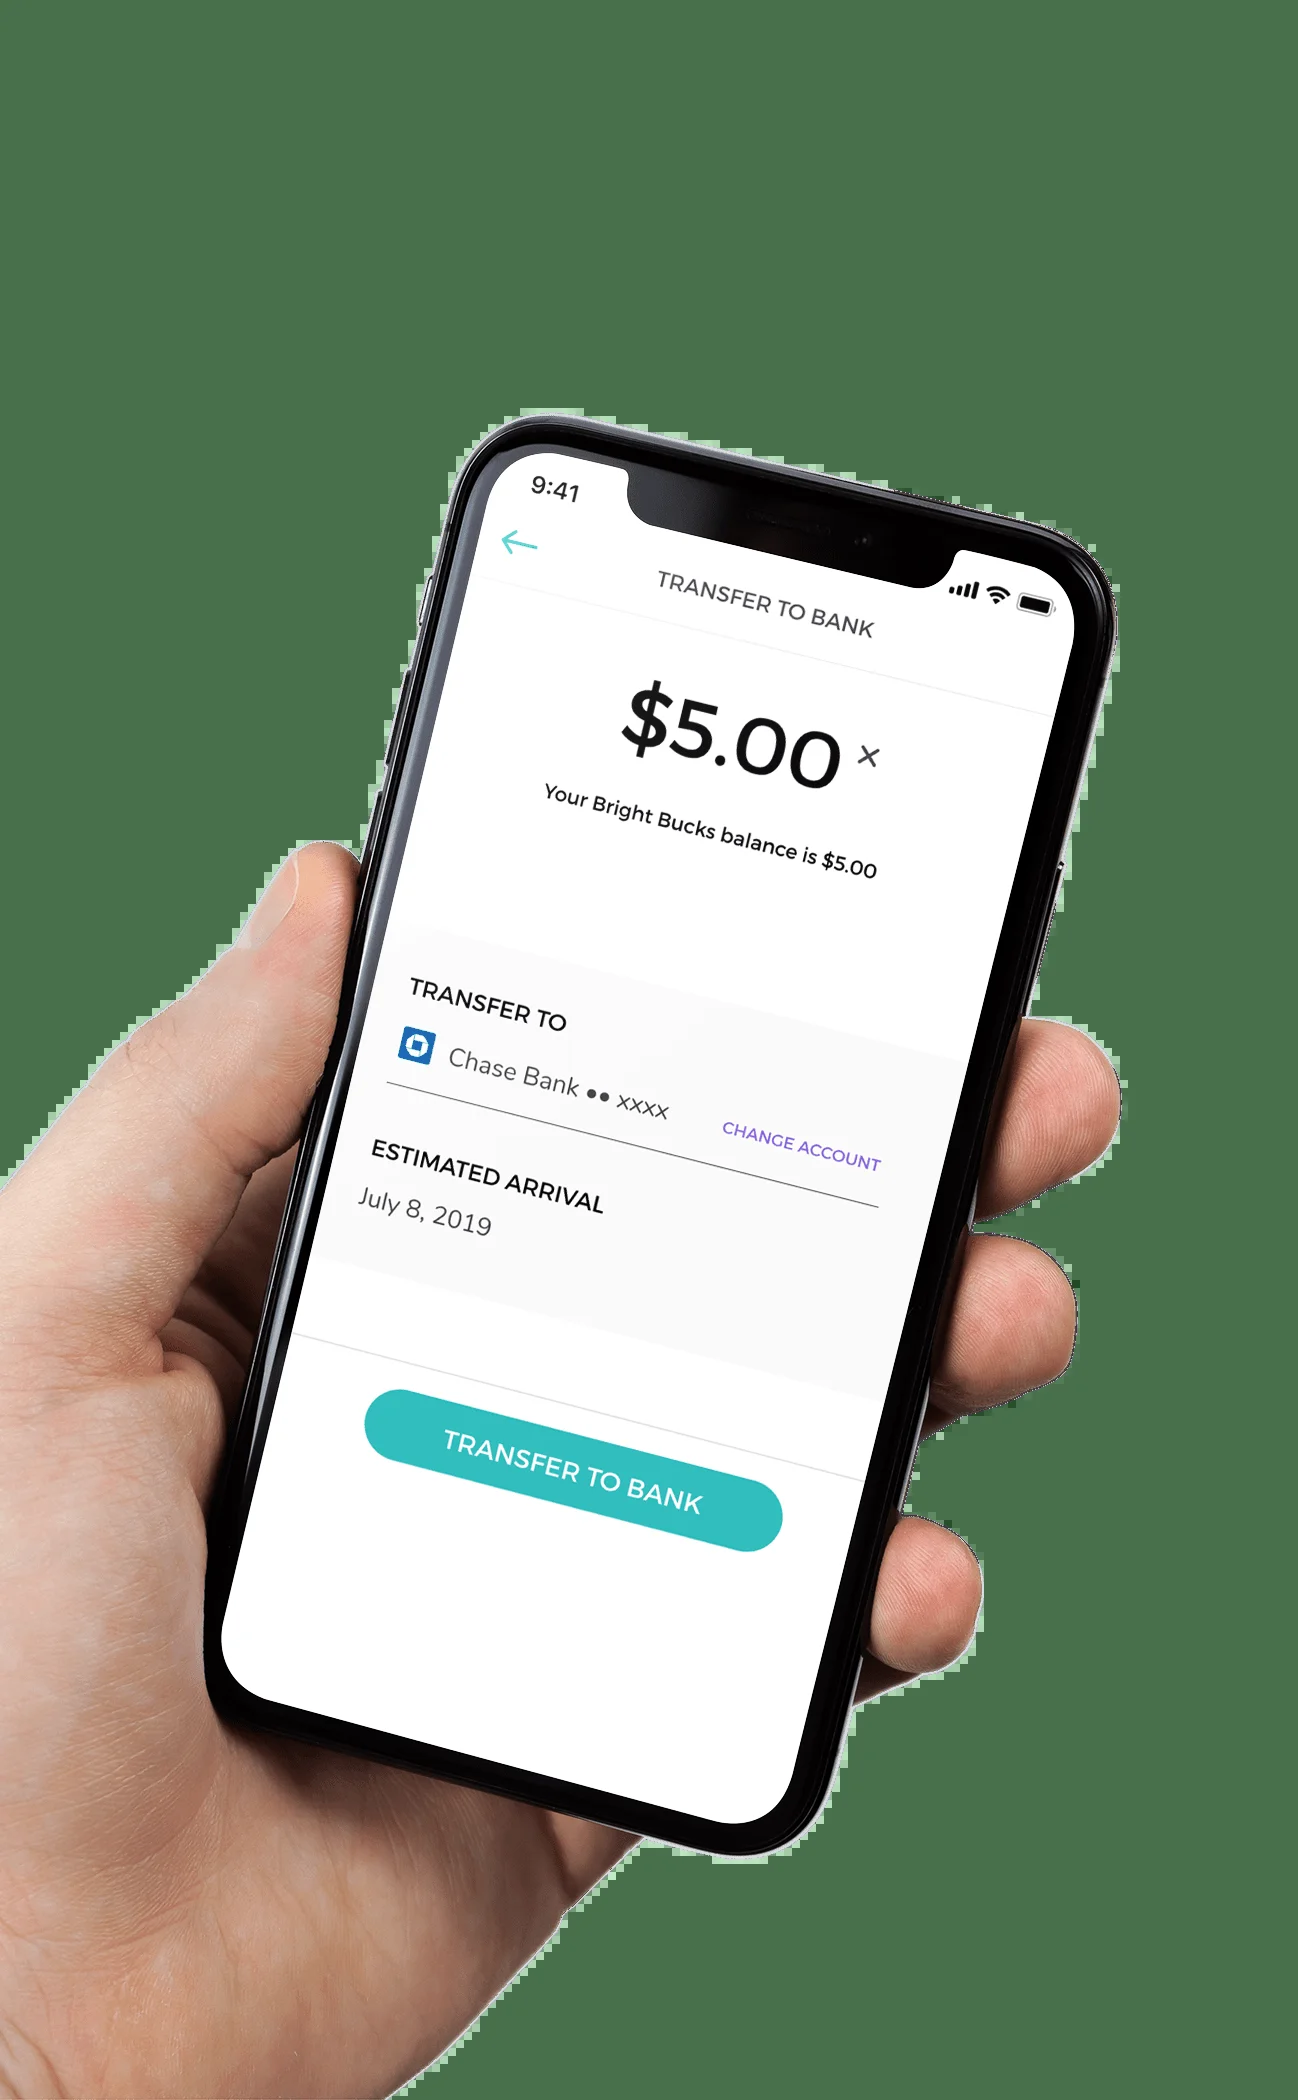 9:41
TRANSFER TO BANK
$5.00 ×
Your Bright Bucks balance is $5.00
TRANSFER TO
Chase Bank •• xxxx
CHANGE ACCOUNT
ESTIMATED ARRIVAL
July 8, 2019
TRANSFER TO BANK